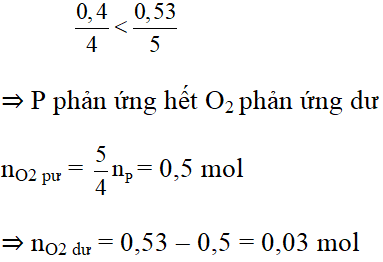 0,4/4 < 0,53/5
⇒ P phản ứng hết O₂ phản ứng dư
nO2 pư = 5/4 nP = 0,5 mol
⇒ nO2 dư = 0,53 – 0,5 = 0,03 mol